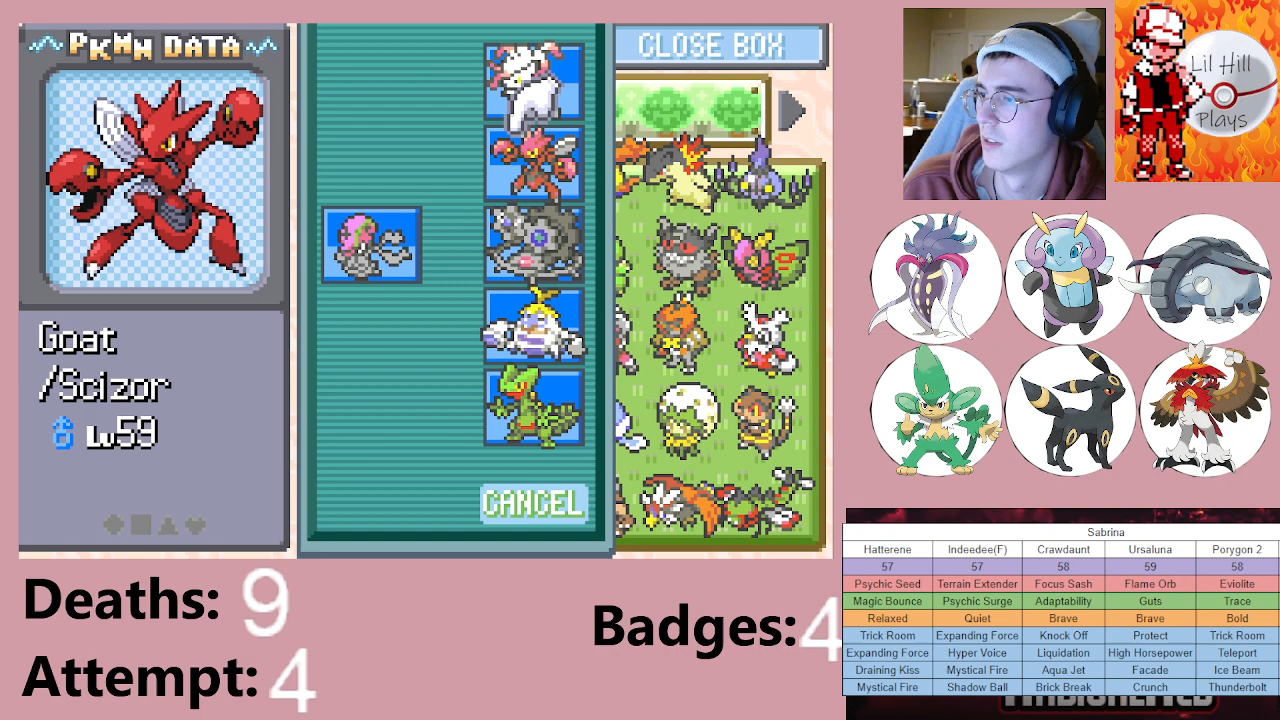 PKMN DATA
CLOSE BOX
Lil Hill
Plays
Goat
/Scizor
Lv59
CANCEL
Deaths: 9
Attempt: 4
Badges: 4
Sabrina
Hatterene Indeedee(F) Crawdaunt Ursaluna Porygon 2
57 57 58 59 58
Psychic Seed Terrain Extender Focus Sash Flame Orb Eviolite
Magic Bounce Psychic Surge Adaptability Guts Trace
Relaxed Quiet Brave Brave Bold
Trick Room Expanding Force Knock Off Protect Trick Room
Expanding Force Hyper Voice Liquidation High Horsepower Teleport
Draining Kiss Mystical Fire Aqua Jet Facade Ice Beam
Mystical Fire Shadow Ball Brick Break Crunch Thunderbolt